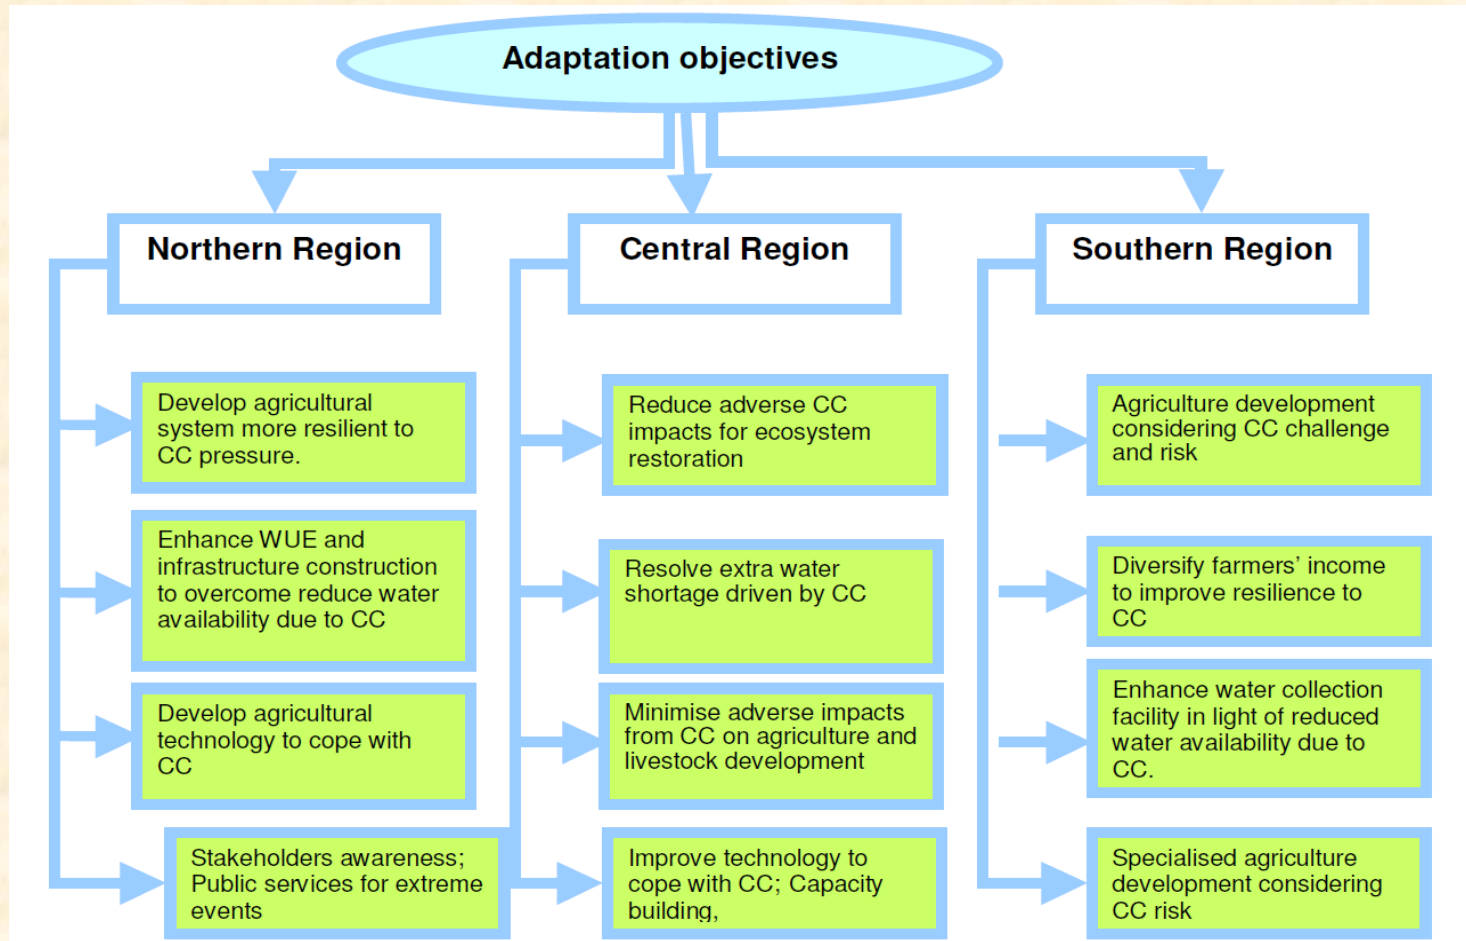 Adaptation objectives
Northern Region
Central Region
Southern Region
Develop agricultural
system more resilient to
CC pressure.
Enhance WUE and
infrastructure construction
to overcome reduce water
availability due to CC
Develop agricultural
technology to cope with
CC
Stakeholders awareness;
Public services for extreme
events
Reduce adverse CC
impacts for ecosystem
restoration
Resolve extra water
shortage driven by CC
Minimise adverse impacts
from CC on agriculture and
livestock development
Improve technology to
cope with CC; Capacity
building,
Agriculture development
considering CC challenge
and risk
Diversify farmers’ income
to improve resilience to
CC
Enhance water collection
facility in light of reduced
water availability due to
CC.
Specialised agriculture
development considering
CC risk